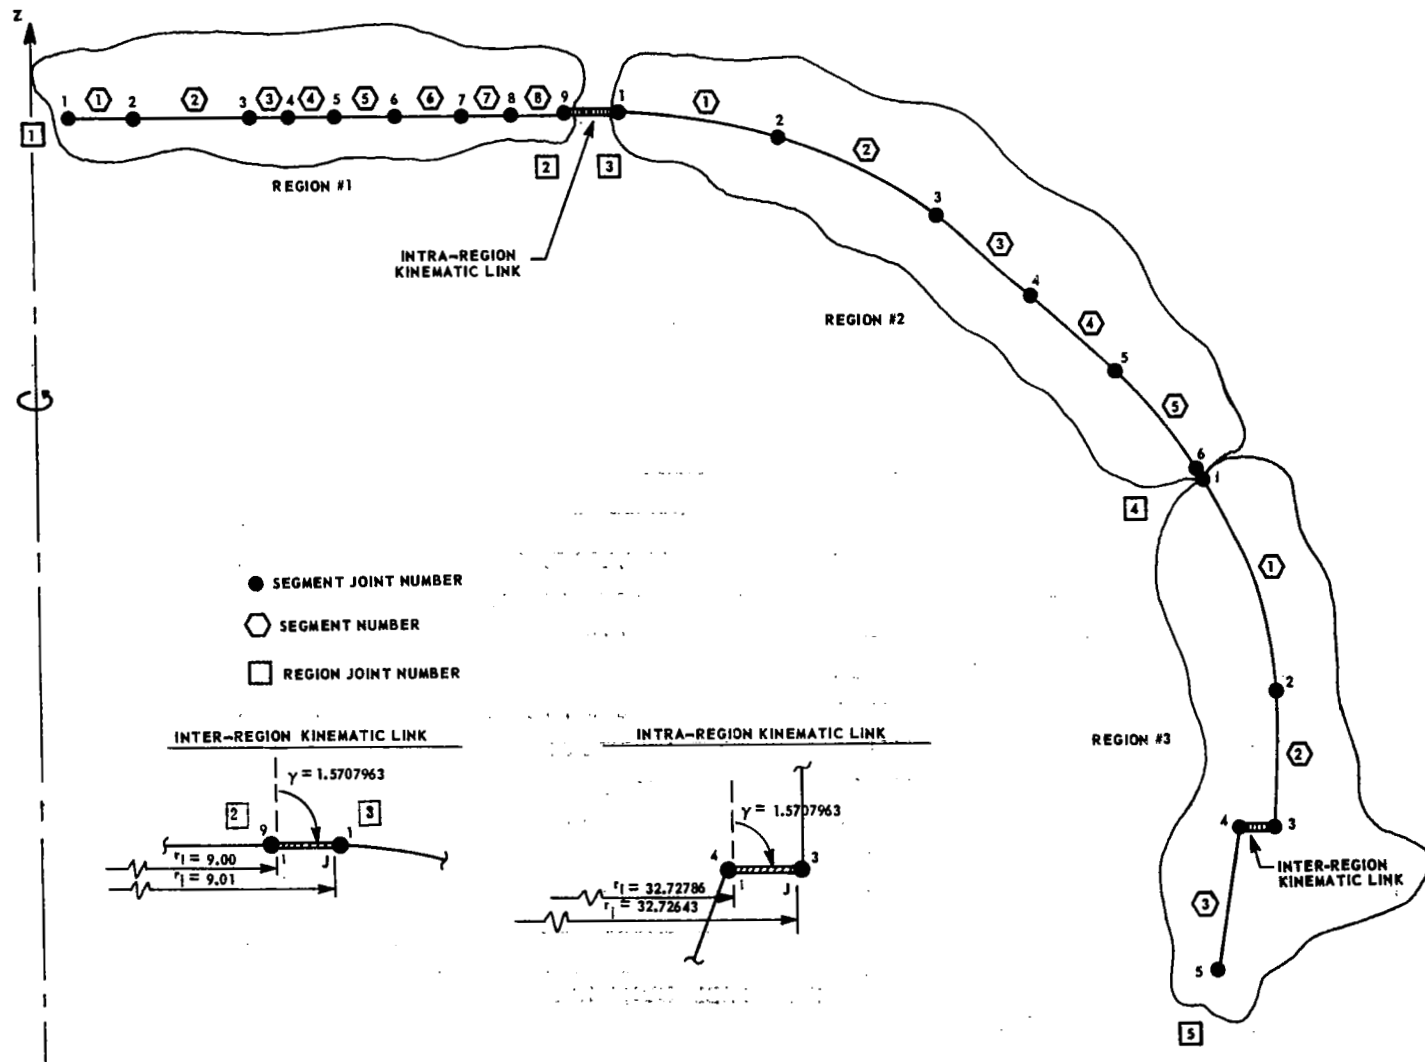 Z
1 1 2 2 3 3 4 4 5 5 6 6 7 7 8 8 9
1
2
3
REGION #1
INTRA-REGION
KINEMATIC LINK
1 1 2 2 3 3 4 4 5 5 6
REGION #2
4
1 1 2 2 3 4 3 5
REGION #3
INTER-REGION
KINEMATIC LINK
5
SEGMENT JOINT NUMBER
SEGMENT NUMBER
REGION JOINT NUMBER
INTER-REGION KINEMATIC LINK
γ = 1.5707963
2
3
9
1
i
J
ri = 9.00
rj = 9.01
INTRA-REGION KINEMATIC LINK
γ = 1.5707963
4
3
i
J
ri = 32.72786
rj = 32.72643